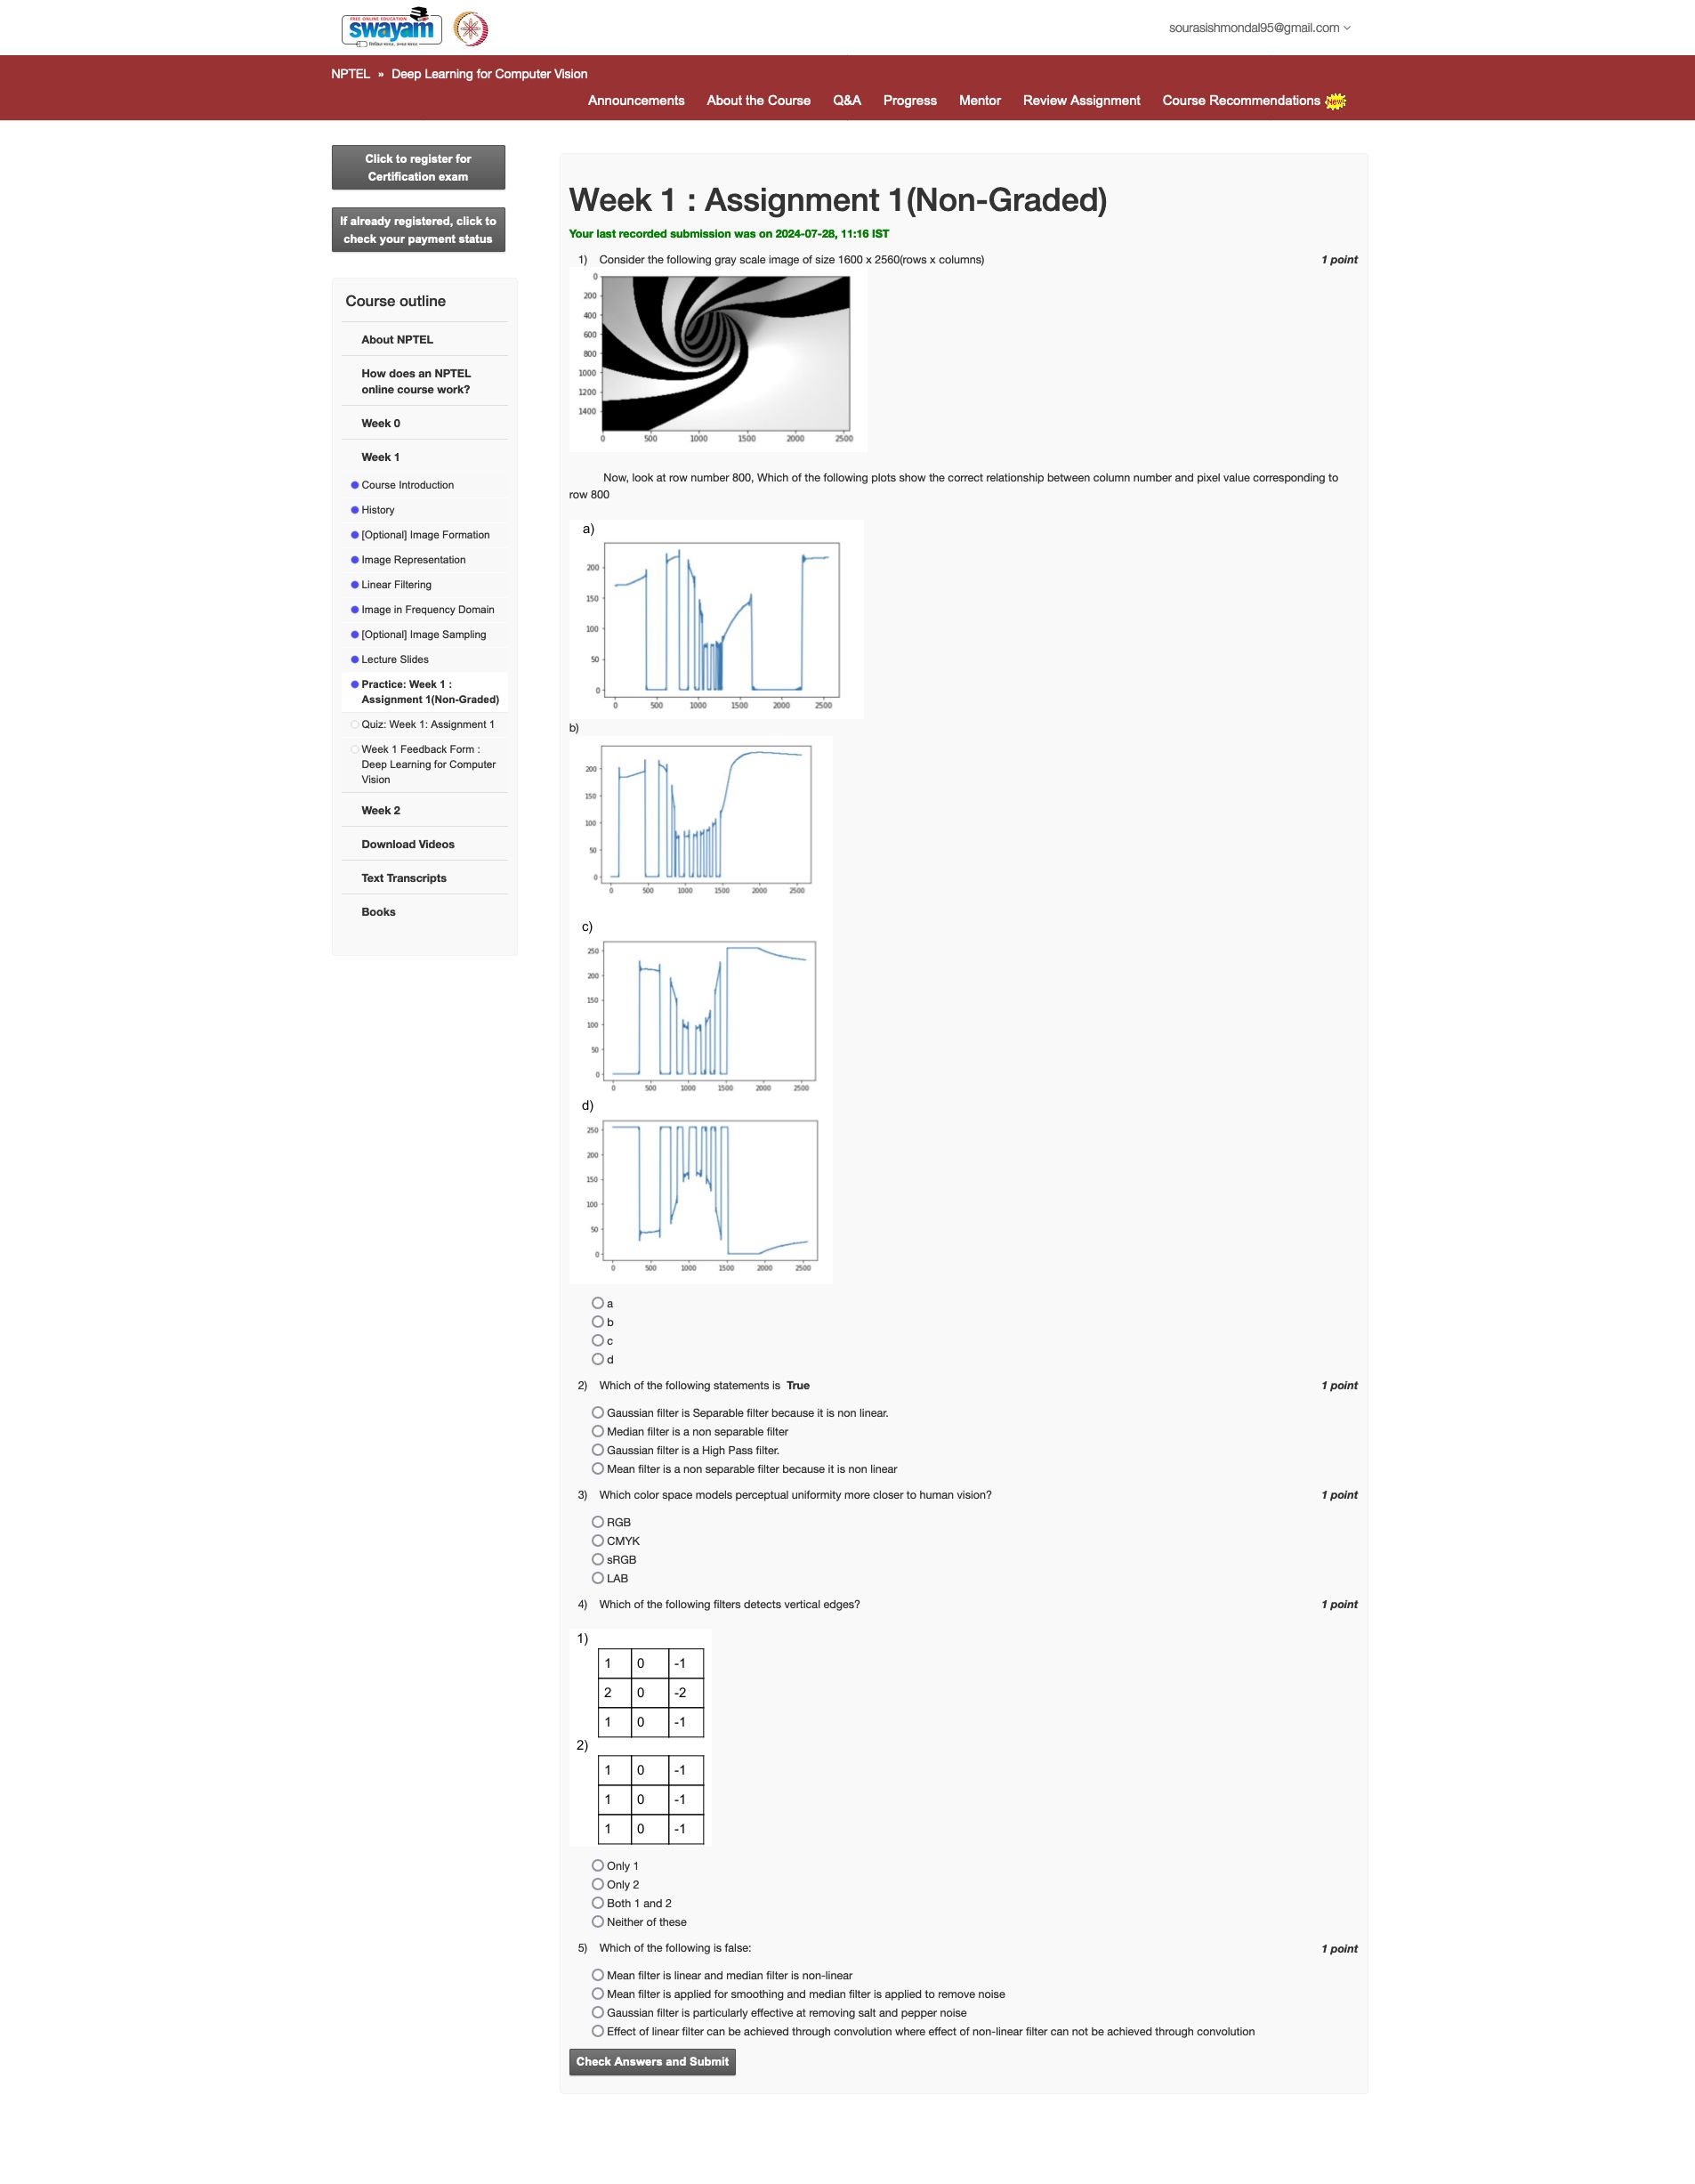 FREE ONLINE EDUCATION
swayam
sourasishmondal95@gmail.com
NPTEL » Deep Learning for Computer Vision
Announcements About the Course Q&A Progress Mentor Review Assignment Course Recommendations New!
Click to register for
Certification exam
If already registered, click to
check your payment status
Course outline
About NPTEL
How does an NPTEL
online course work?
Week 0
Week 1
Course Introduction
History
[Optional] Image Formation
Image Representation
Linear Filtering
Image in Frequency Domain
[Optional] Image Sampling
Lecture Slides
Practice: Week 1 :
Assignment 1(Non-Graded)
Quiz: Week 1: Assignment 1
Week 1 Feedback Form :
Deep Learning for Computer
Vision
Week 2
Download Videos
Text Transcripts
Books
Week 1 : Assignment 1(Non-Graded)
Your last recorded submission was on 2024-07-28, 11:16 IST
1) Consider the following gray scale image of size 1600 x 2560(rows x columns) 1 point
0
200
400
600
800
1000
1200
1400
0 500 1000 1500 2000 2500
Now, look at row number 800, Which of the following plots show the correct relationship between column number and pixel value corresponding to
row 800
a)
200
150
100
50
0
0 500 1000 1500 2000 2500
b)
200
150
100
50
0
0 500 1000 1500 2000 2500
c)
250
200
150
100
50
0
0 500 1000 1500 2000 2500
d)
250
200
150
100
50
0
0 500 1000 1500 2000 2500
a
b
c
d
2) Which of the following statements is True 1 point
Gaussian filter is Separable filter because it is non linear.
Median filter is a non separable filter
Gaussian filter is a High Pass filter.
Mean filter is a non separable filter because it is non linear
3) Which color space models perceptual uniformity more closer to human vision? 1 point
RGB
CMYK
sRGB
LAB
4) Which of the following filters detects vertical edges? 1 point
1)
1 0 -1
2 0 -2
1 0 -1
2)
1 0 -1
1 0 -1
1 0 -1
Only 1
Only 2
Both 1 and 2
Neither of these
5) Which of the following is false: 1 point
Mean filter is linear and median filter is non-linear
Mean filter is applied for smoothing and median filter is applied to remove noise
Gaussian filter is particularly effective at removing salt and pepper noise
Effect of linear filter can be achieved through convolution where effect of non-linear filter can not be achieved through convolution
Check Answers and Submit